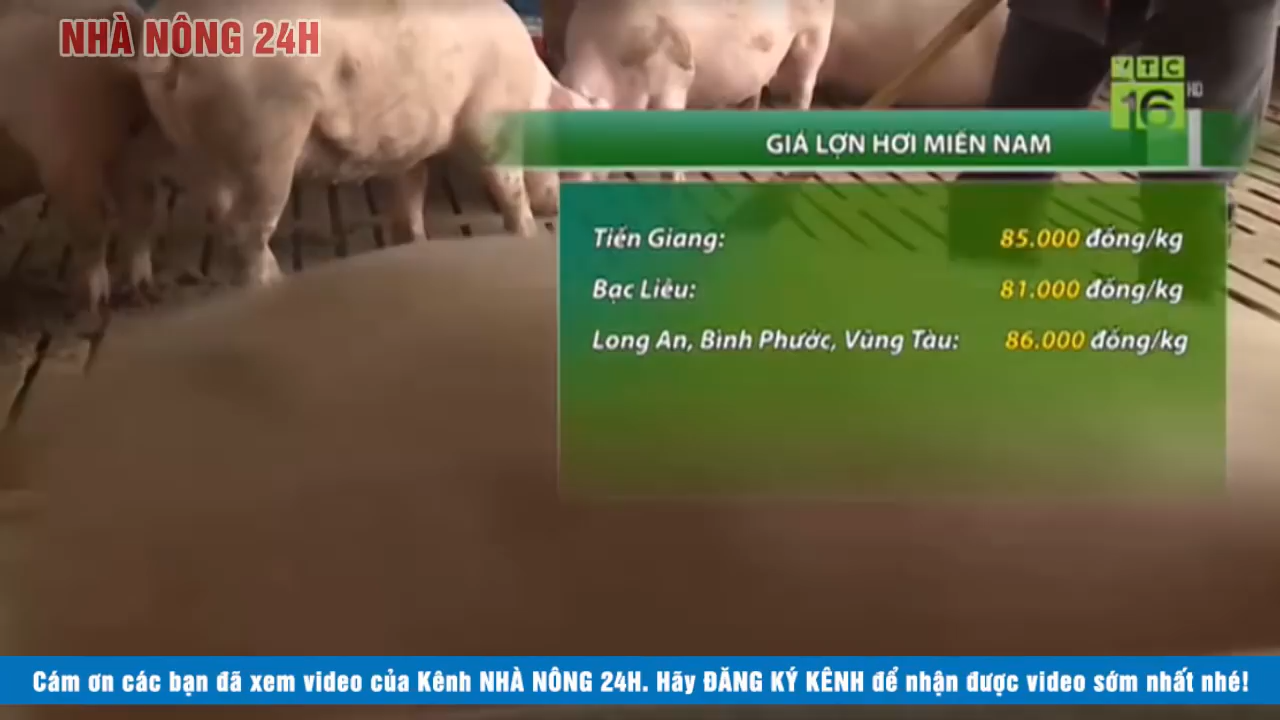 NHÀ NÔNG 24H
VTC
16
HD
GIÁ LỢN HƠI MIỀN NAM
Tiền Giang: 85.000 đồng/kg
Bạc Liêu: 81.000 đồng/kg
Long An, Bình Phước, Vũng Tàu: 86.000 đồng/kg
Cám ơn các bạn đã xem video của Kênh NHÀ NÔNG 24H. Hãy ĐĂNG KÝ KÊNH để nhận được video sớm nhất nhé!